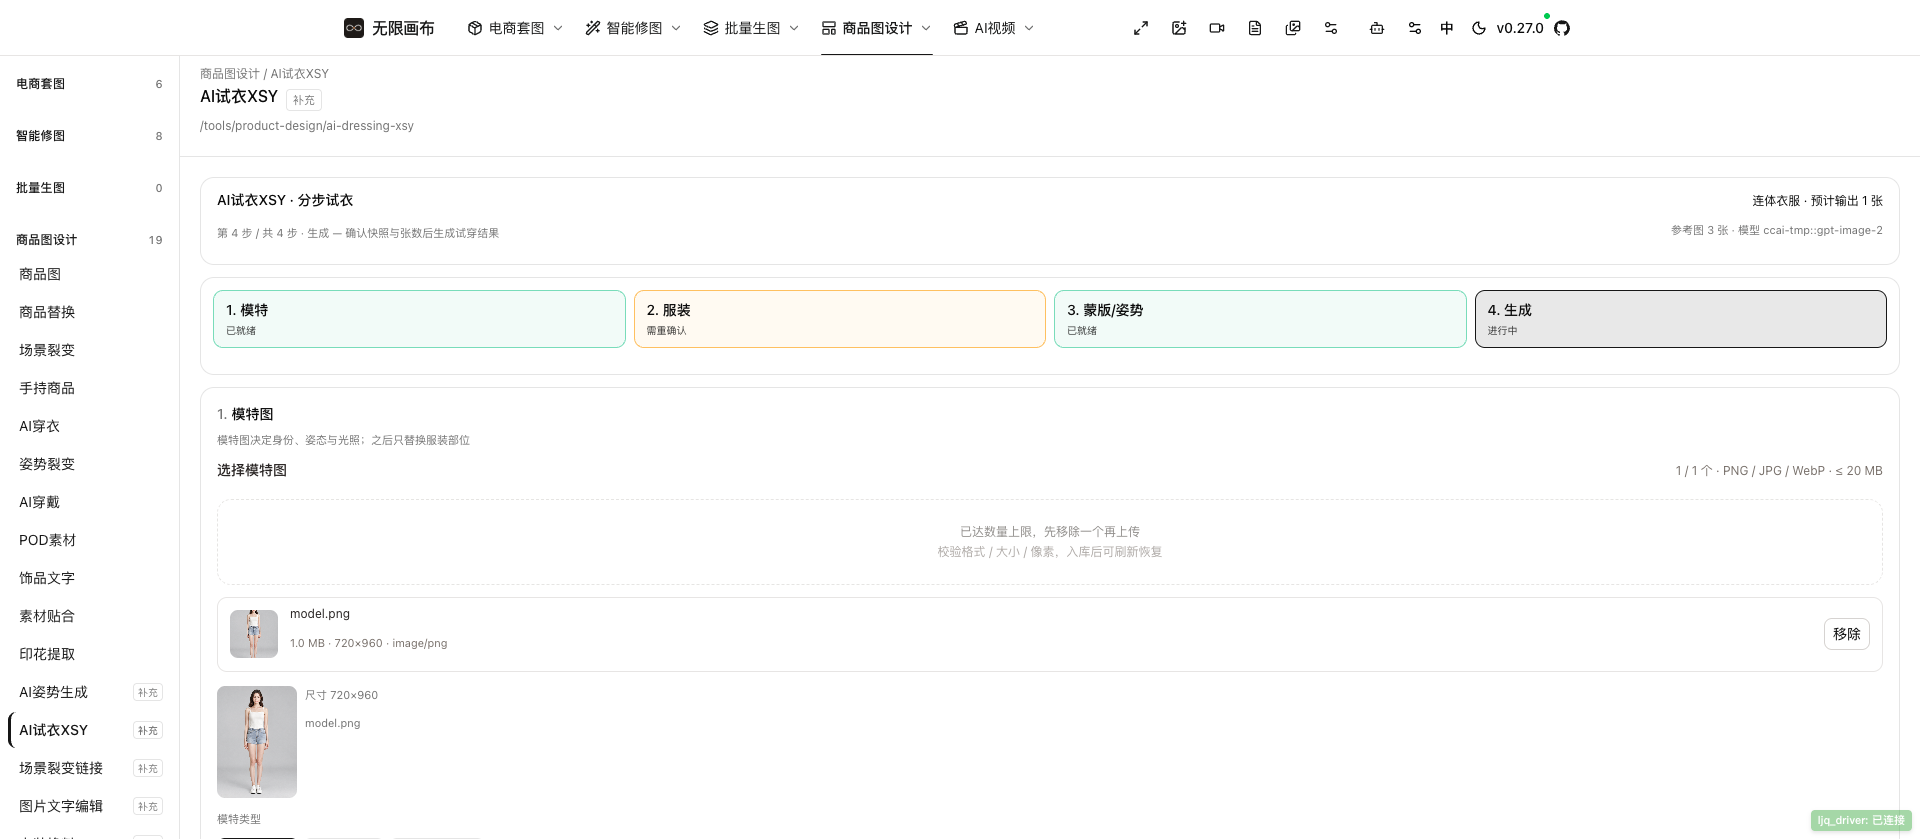 无限画布
电商套图
智能修图
批量生图
商品图设计
AI视频
中
v0.27.0
电商套图 6
智能修图 8
批量生图 0
商品图设计 19
商品图
商品替换
场景裂变
手持商品
AI穿衣
姿势裂变
AI穿戴
POD素材
饰品文字
素材贴合
印花提取
AI姿势生成 补充
AI试衣XSY 补充
场景裂变链接 补充
图片文字编辑 补充
商品图设计 / AI试衣XSY
AI试衣XSY 补充
/tools/product-design/ai-dressing-xsy
AI试衣XSY · 分步试衣
连体衣服 · 预计输出 1 张
第 4 步 / 共 4 步 · 生成 — 确认快照与张数后生成试穿结果
参考图 3 张 · 模型 ccai-tmp::gpt-image-2
1. 模特
已就绪
2. 服装
需重确认
3. 蒙版/姿势
已就绪
4. 生成
进行中
1. 模特图
模特图决定身份、姿态与光照；之后只替换服装部位
选择模特图
1 / 1 个 · PNG / JPG / WebP · ≤ 20 MB
已达数量上限，先移除一个再上传
校验格式 / 大小 / 像素，入库后可刷新恢复
model.png
1.0 MB · 720×960 · image/png
移除
尺寸 720×960
model.png
模特类型
ljq_driver: 已连接